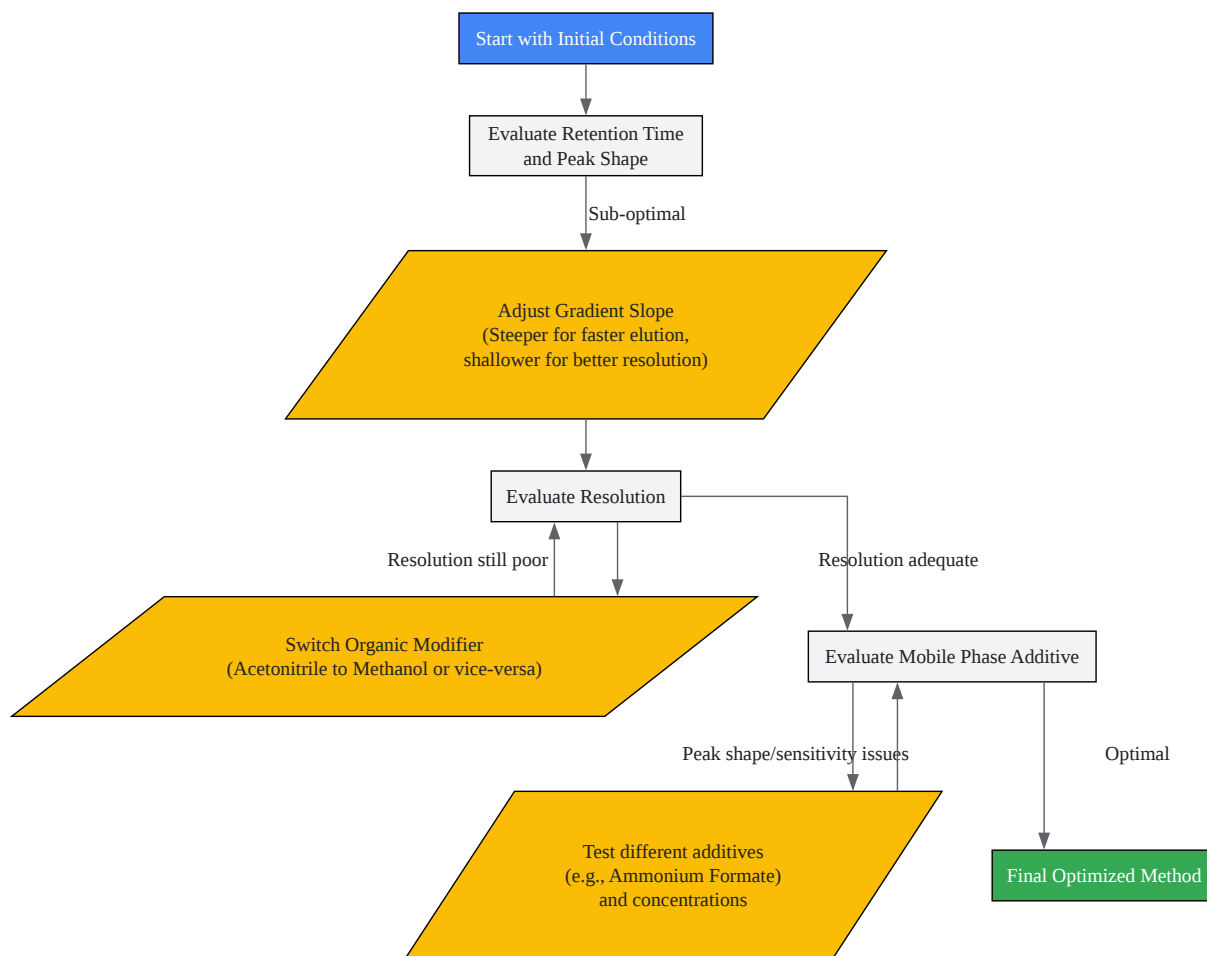 Start with Initial Conditions
Evaluate Retention Time
and Peak Shape
Sub-optimal
Adjust Gradient Slope
(Steeper for faster elution,
shallower for better resolution)
Evaluate Resolution
Resolution still poor
Resolution adequate
Switch Organic Modifier
(Acetonitrile to Methanol or vice-versa)
Evaluate Mobile Phase Additive
Peak shape/sensitivity issues
Optimal
Test different additives
(e.g., Ammonium Formate)
and concentrations
Final Optimized Method